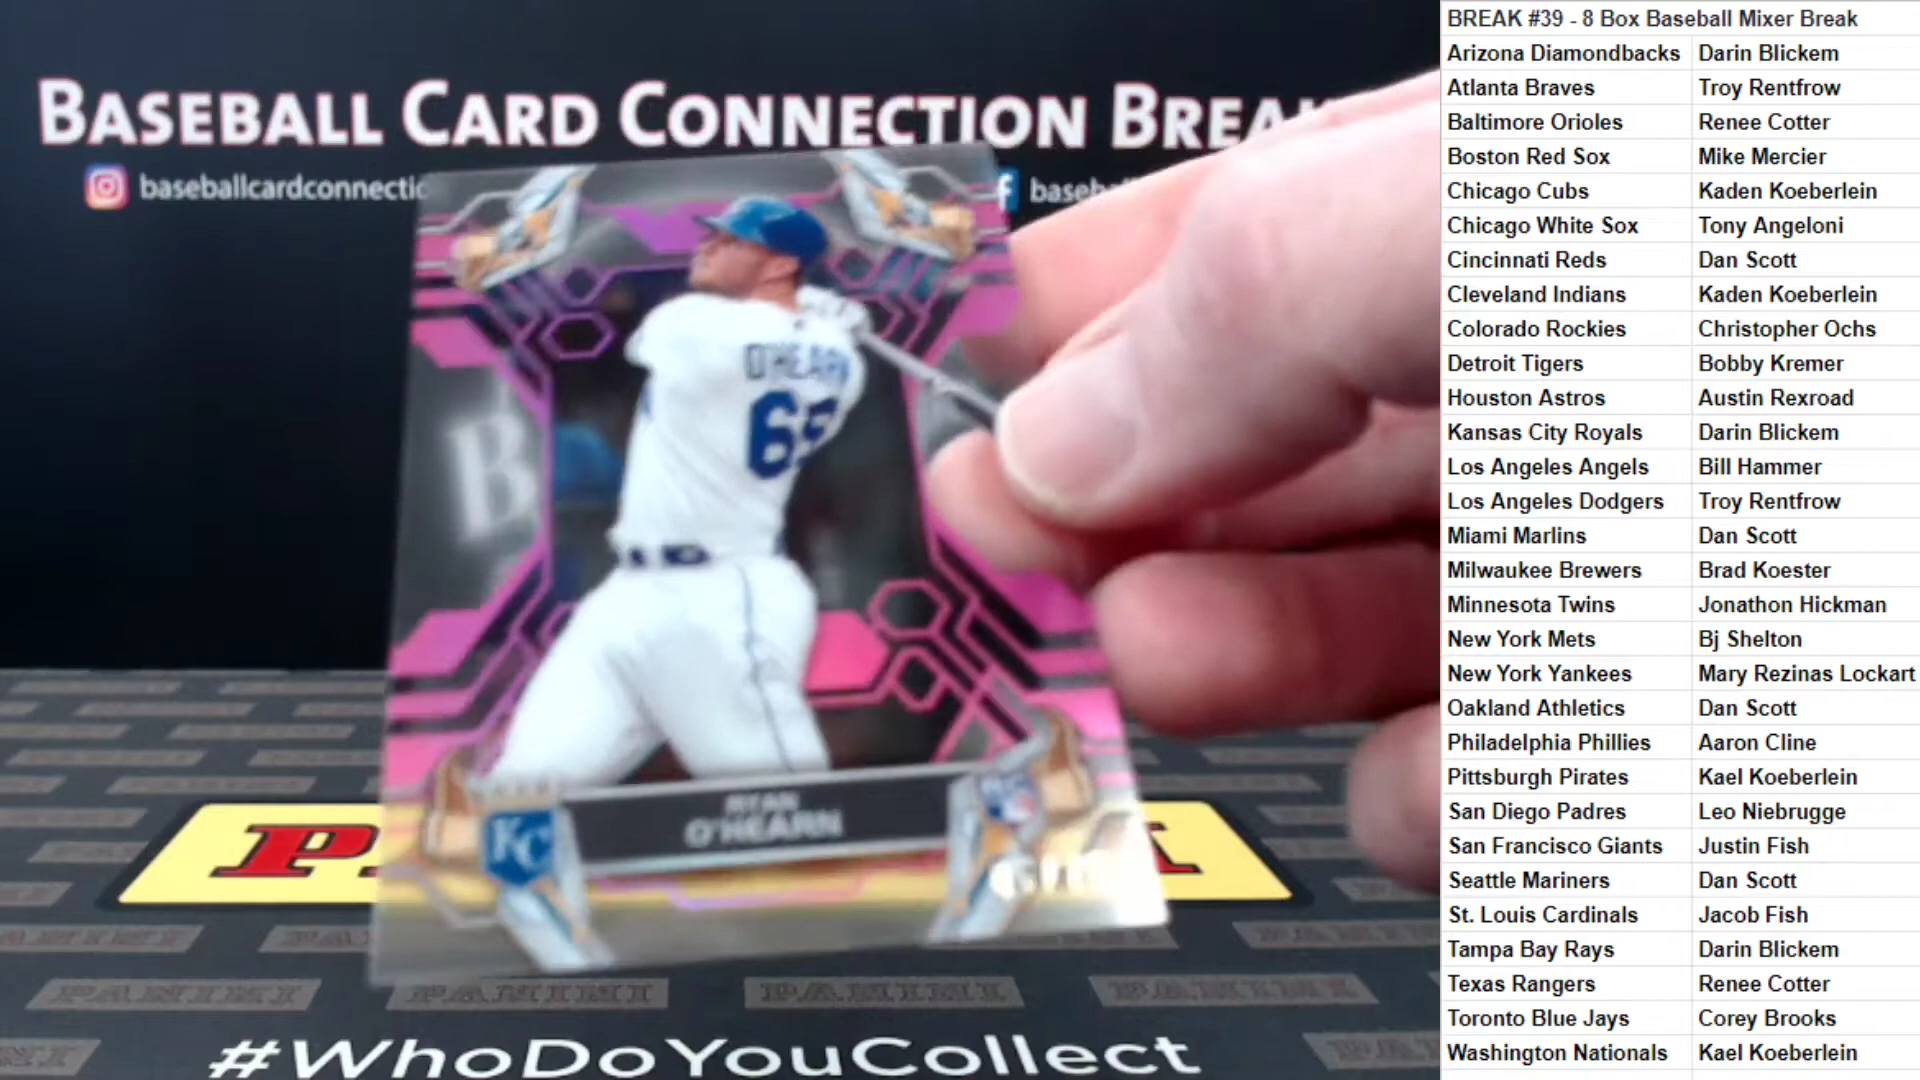 BASEBALL CARD CONNECTION
baseballcardconnectio
f
O'HEARN
B
RYAN
O'HEARN
KC
PANINI PANINI PANINI PANINI
#WhoDoYouCollect
BREAK #39 - 8 Box Baseball Mixer Break
Arizona Diamondbacks Darin Blickem
Atlanta Braves Troy Rentfrow
Baltimore Orioles Renee Cotter
Boston Red Sox Mike Mercier
Chicago Cubs Kaden Koeberlein
Chicago White Sox Tony Angeloni
Cincinnati Reds Dan Scott
Cleveland Indians Kaden Koeberlein
Colorado Rockies Christopher Ochs
Detroit Tigers Bobby Kremer
Houston Astros Austin Rexroad
Kansas City Royals Darin Blickem
Los Angeles Angels Bill Hammer
Los Angeles Dodgers Troy Rentfrow
Miami Marlins Dan Scott
Milwaukee Brewers Brad Koester
Minnesota Twins Jonathon Hickman
New York Mets Bj Shelton
New York Yankees Mary Rezinas Lockart
Oakland Athletics Dan Scott
Philadelphia Phillies Aaron Cline
Pittsburgh Pirates Kael Koeberlein
San Diego Padres Leo Niebrugge
San Francisco Giants Justin Fish
Seattle Mariners Dan Scott
St. Louis Cardinals Jacob Fish
Tampa Bay Rays Darin Blickem
Texas Rangers Renee Cotter
Toronto Blue Jays Corey Brooks
Washington Nationals Kael Koeberlein